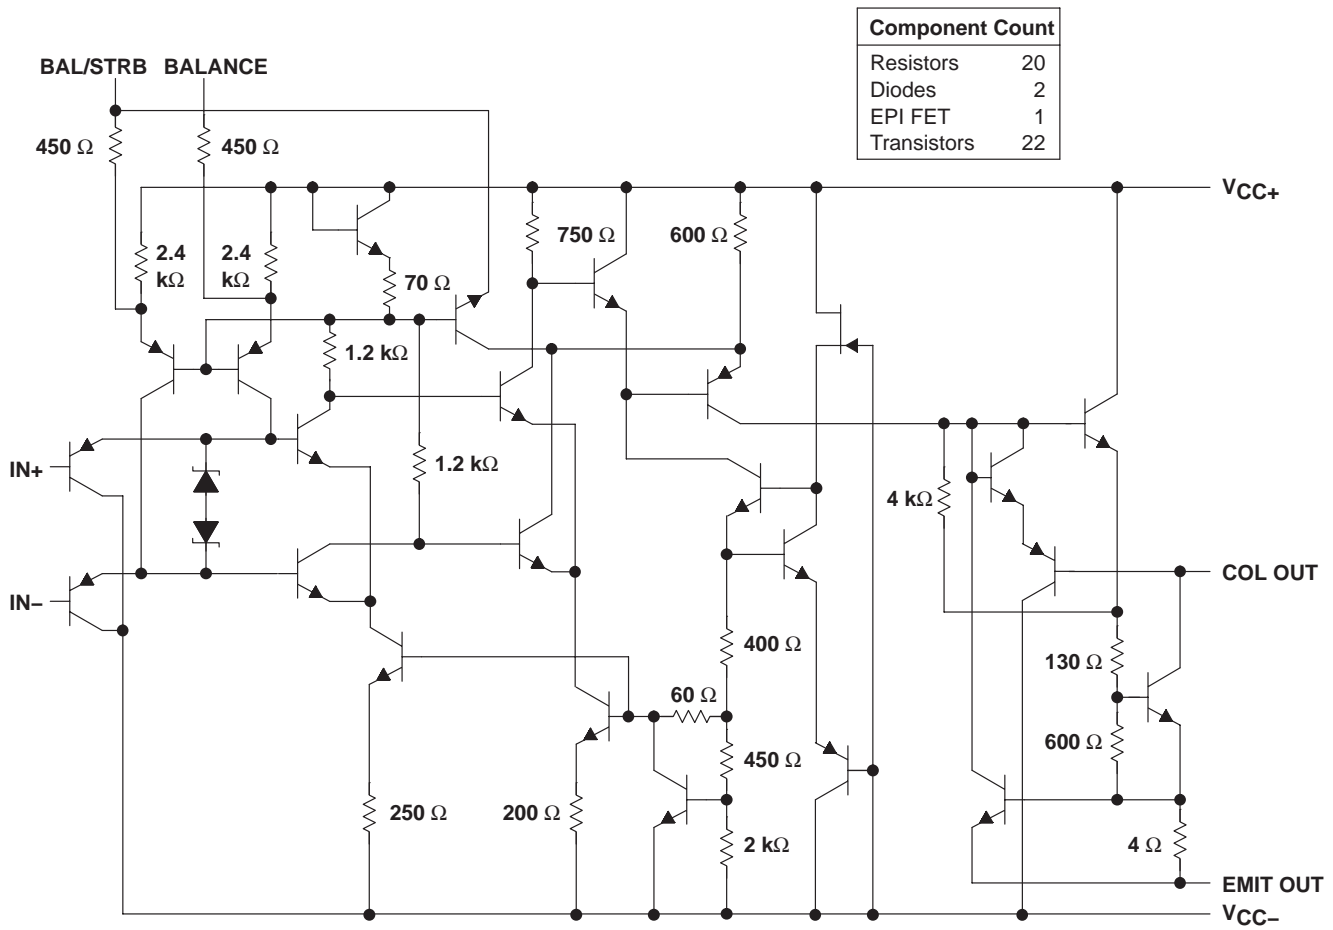 Component Count
Resistors 20
Diodes 2
EPI FET 1
Transistors 22
BAL/STRB BALANCE
450 Ω 450 Ω
VCC+
750 Ω 600 Ω
2.4 kΩ
2.4 kΩ
70 Ω
1.2 kΩ
IN+
1.2 kΩ
4 kΩ
COL OUT
IN−
400 Ω
130 Ω
60 Ω
600 Ω
450 Ω
250 Ω 200 Ω
2 kΩ 4 Ω
EMIT OUT
VCC−